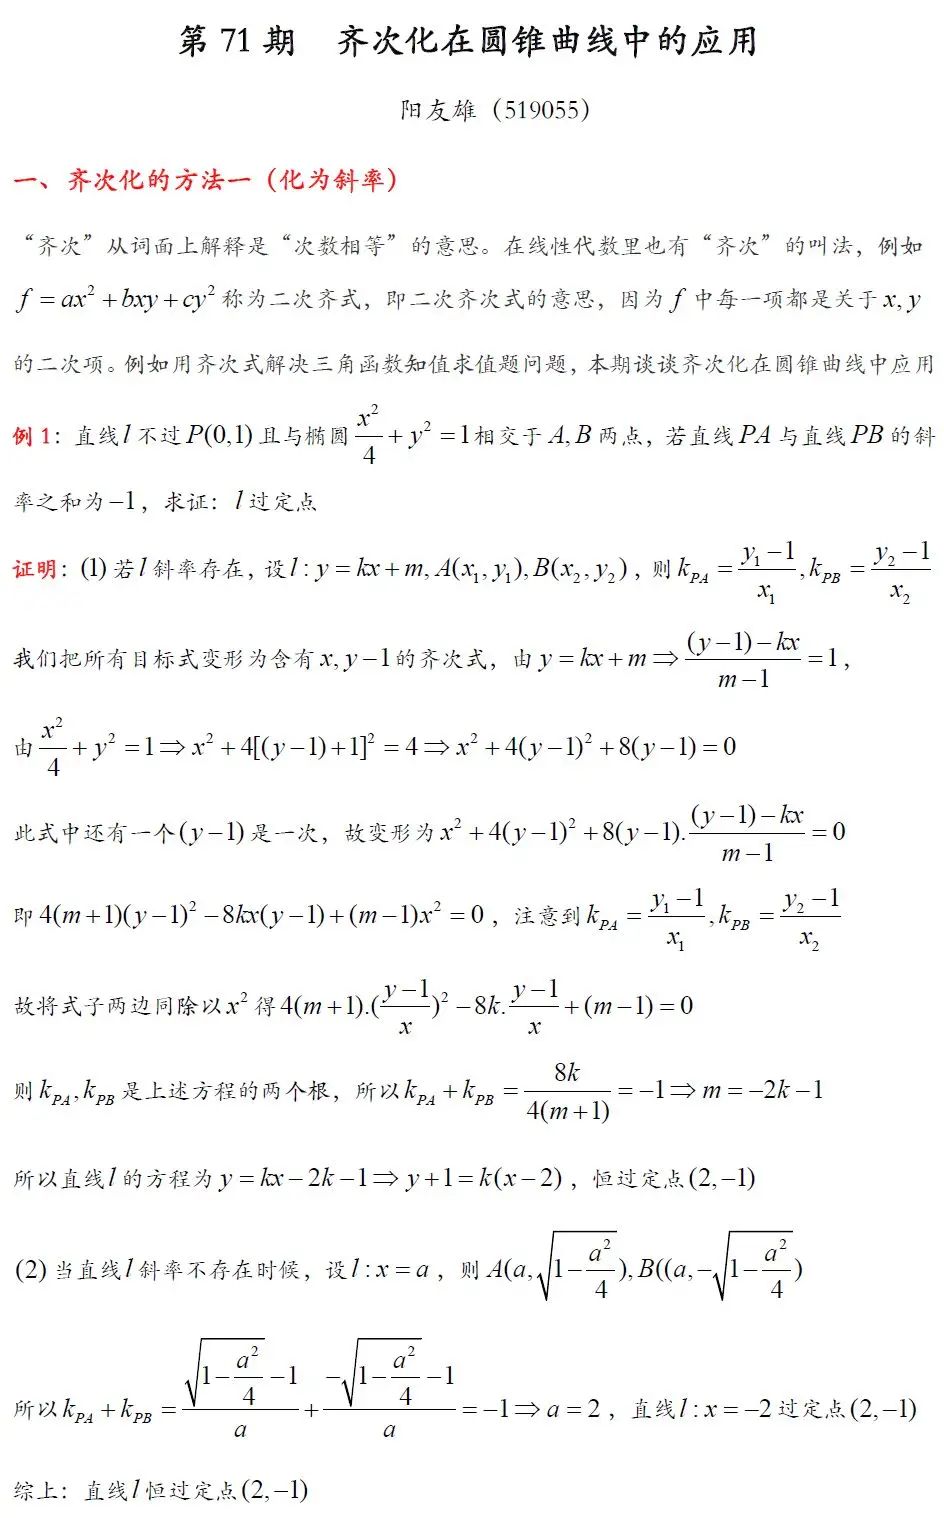 第 71 期　齐次化在圆锥曲线中的应用
阳友雄（519055）
一、齐次化的方法一（化为斜率）
“齐次”从词面上解释是“次数相等”的意思。在线性代数里也有“齐次”的叫法，例如
$f=ax^2+bxy+cy^2$ 称为二次齐式，即二次齐次式的意思，因为 $f$ 中每一项都是关于 $x,y$
的二次项。例如用齐次式解决三角函数知值求值题问题，本期谈谈齐次化在圆锥曲线中应用
例 1：直线 $l$ 不过 $P(0,1)$ 且与椭圆 $\frac{x^2}{4}+y^2=1$ 相交于 $A,B$ 两点，若直线 $PA$ 与直线 $PB$ 的斜
率之和为 $-1$，求证：$l$ 过定点
证明：(1) 若 $l$ 斜率存在，设 $l:y=kx+m,A(x_1,y_1),B(x_2,y_2)$，则 $k_{PA}=\frac{y_1-1}{x_1},k_{PB}=\frac{y_2-1}{x_2}$
我们把所有目标式变形为含有 $x,y-1$ 的齐次式，由 $y=kx+m\Rightarrow\frac{(y-1)-kx}{m-1}=1$，
由 $\frac{x^2}{4}+y^2=1\Rightarrow x^2+4[(y-1)+1]^2=4\Rightarrow x^2+4(y-1)^2+8(y-1)=0$
此式中还有一个 $(y-1)$ 是一次，故变形为 $x^2+4(y-1)^2+8(y-1).\frac{(y-1)-kx}{m-1}=0$
即 $4(m+1)(y-1)^2-8kx(y-1)+(m-1)x^2=0$，注意到 $k_{PA}=\frac{y_1-1}{x_1},k_{PB}=\frac{y_2-1}{x_2}$
故将式子两边同除以 $x^2$ 得 $4(m+1).(\frac{y-1}{x})^2-8k.\frac{y-1}{x}+(m-1)=0$
则 $k_{PA},k_{PB}$ 是上述方程的两个根，所以 $k_{PA}+k_{PB}=\frac{8k}{4(m+1)}=-1\Rightarrow m=-2k-1$
所以直线 $l$ 的方程为 $y=kx-2k-1\Rightarrow y+1=k(x-2)$，恒过定点 $(2,-1)$
(2) 当直线 $l$ 斜率不存在时候，设 $l:x=a$，则 $A(a,\sqrt{1-\frac{a^2}{4}}),B((a,-\sqrt{1-\frac{a^2}{4}})$
所以 $k_{PA}+k_{PB}=\frac{\sqrt{1-\frac{a^2}{4}}-1}{a}+\frac{-\sqrt{1-\frac{a^2}{4}}-1}{a}=-1\Rightarrow a=2$，直线 $l:x=-2$ 过定点 $(2,-1)$
综上：直线 $l$ 恒过定点 $(2,-1)$